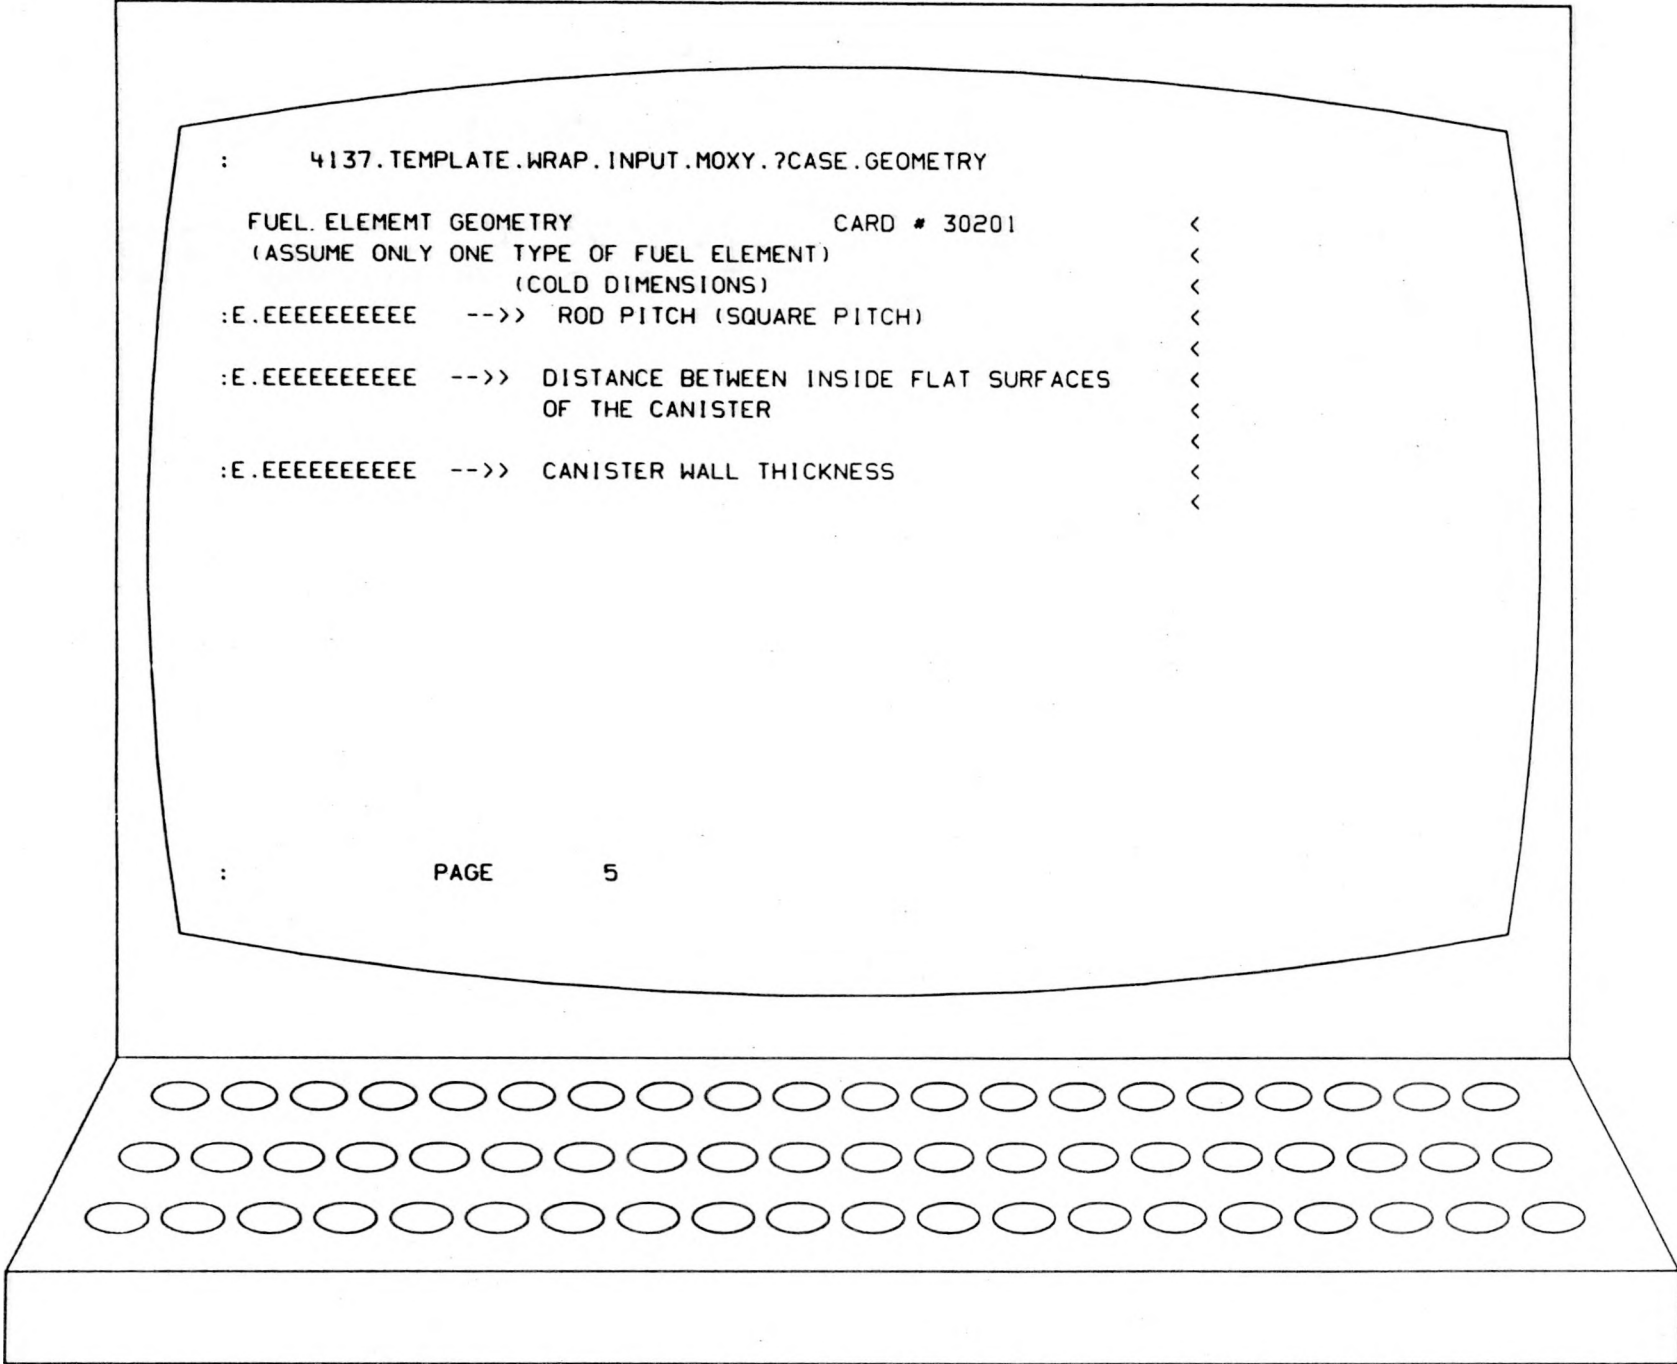 : 4137.TEMPLATE.WRAP.INPUT.MOXY.?CASE.GEOMETRY
FUEL.ELEMEMT GEOMETRY CARD # 30201 <
(ASSUME ONLY ONE TYPE OF FUEL ELEMENT) <
(COLD DIMENSIONS) <
:E.EEEEEEEEEE -->> ROD PITCH (SQUARE PITCH) <
<
:E.EEEEEEEEEE -->> DISTANCE BETWEEN INSIDE FLAT SURFACES <
OF THE CANISTER <
<
:E.EEEEEEEEEE -->> CANISTER WALL THICKNESS <
<
: PAGE 5